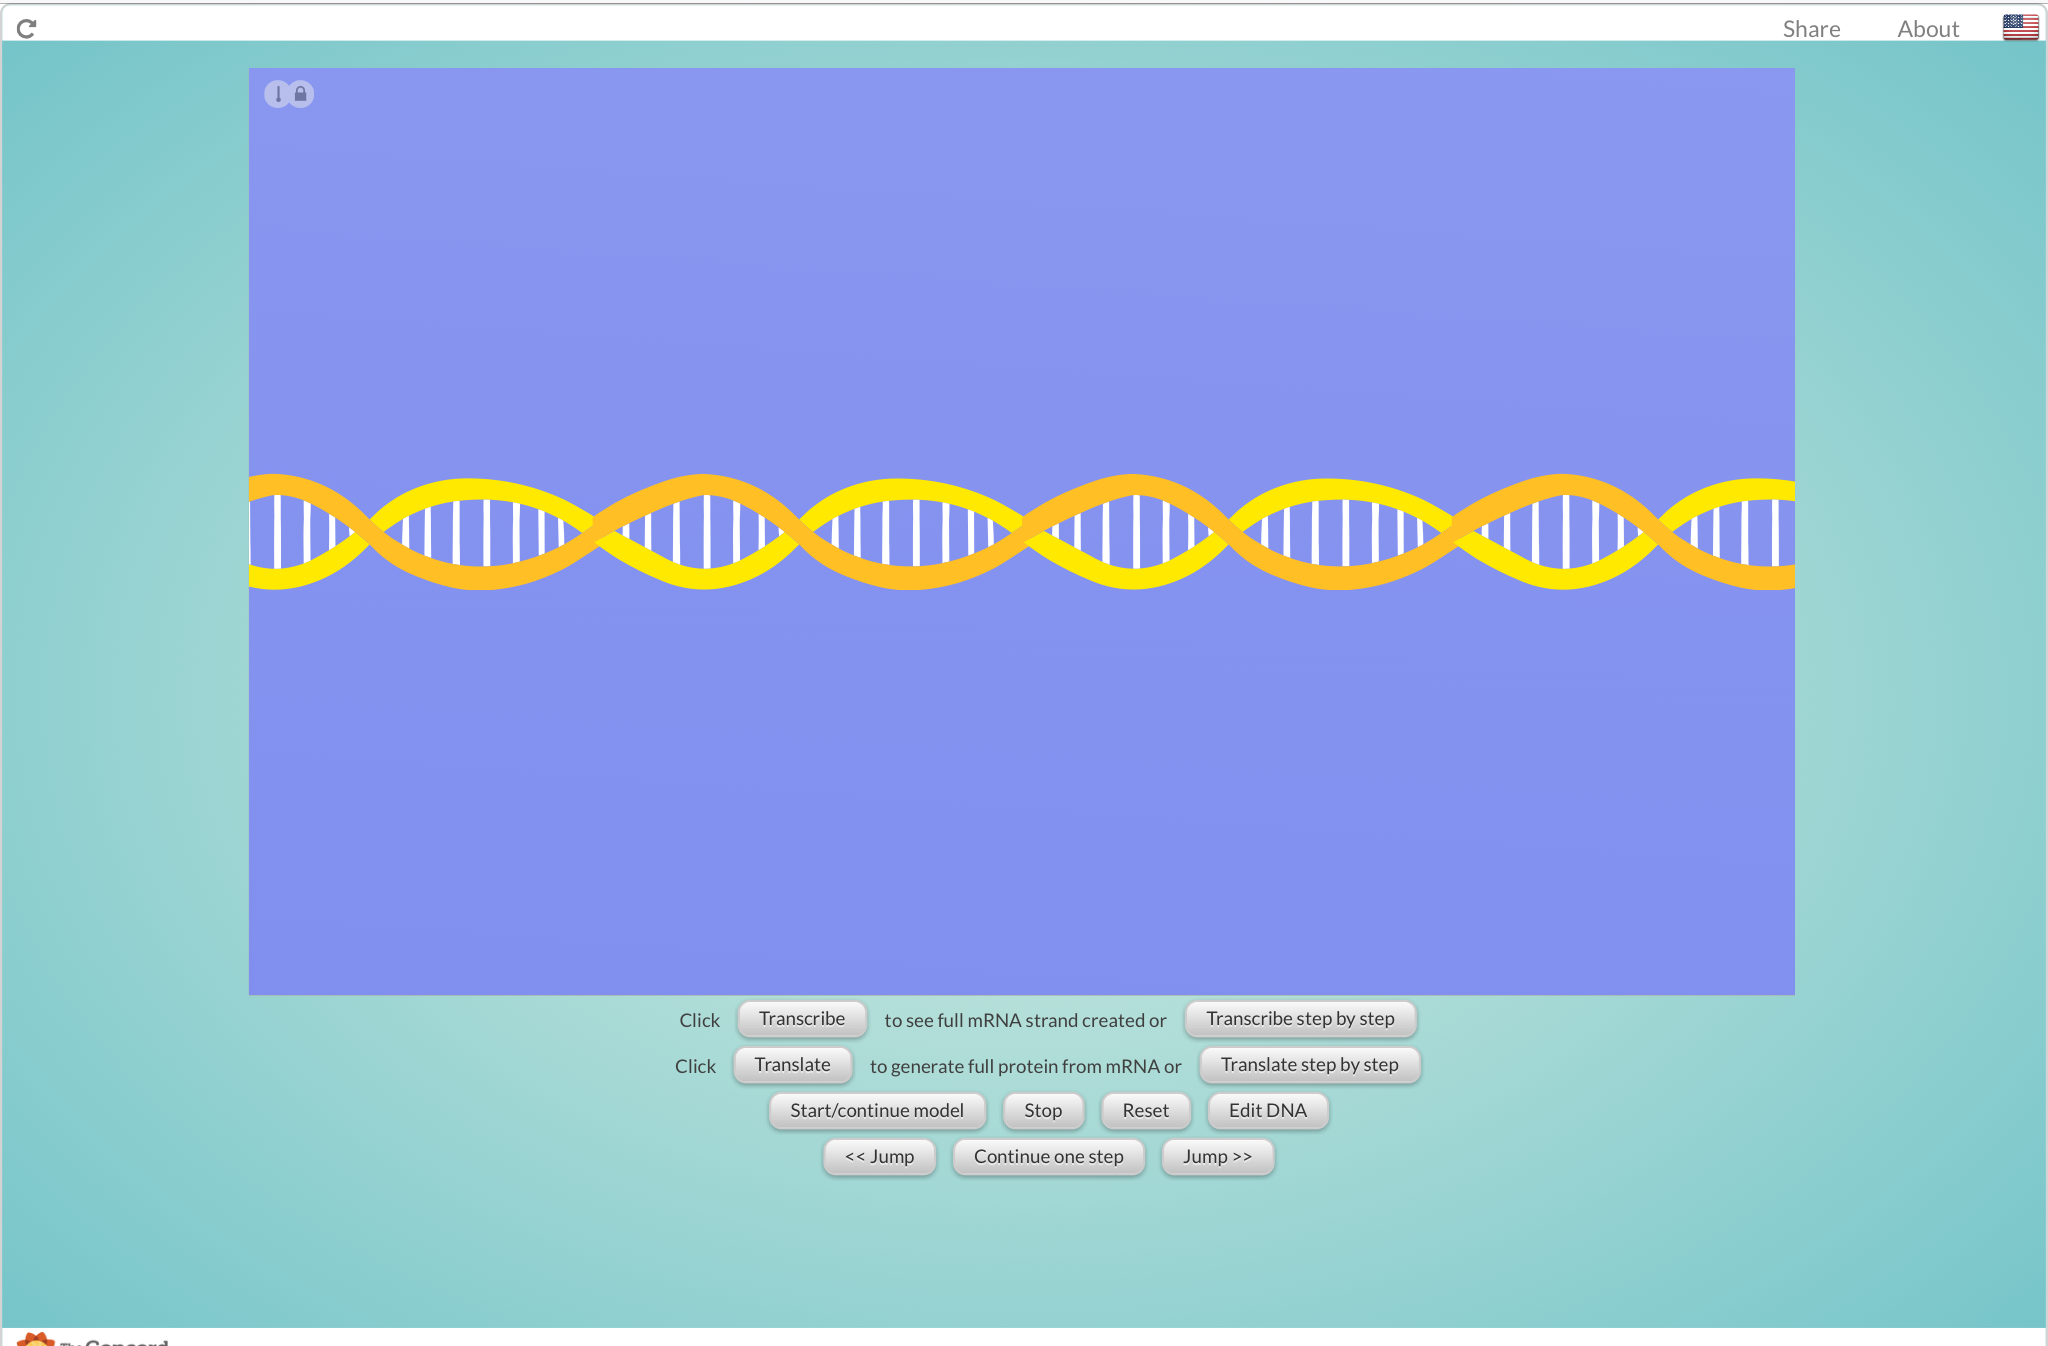 Share About
Click Transcribe to see full mRNA strand created or Transcribe step by step
Click Translate to generate full protein from mRNA or Translate step by step
Start/continue model Stop Reset Edit DNA
<< Jump Continue one step Jump >>
The Concord